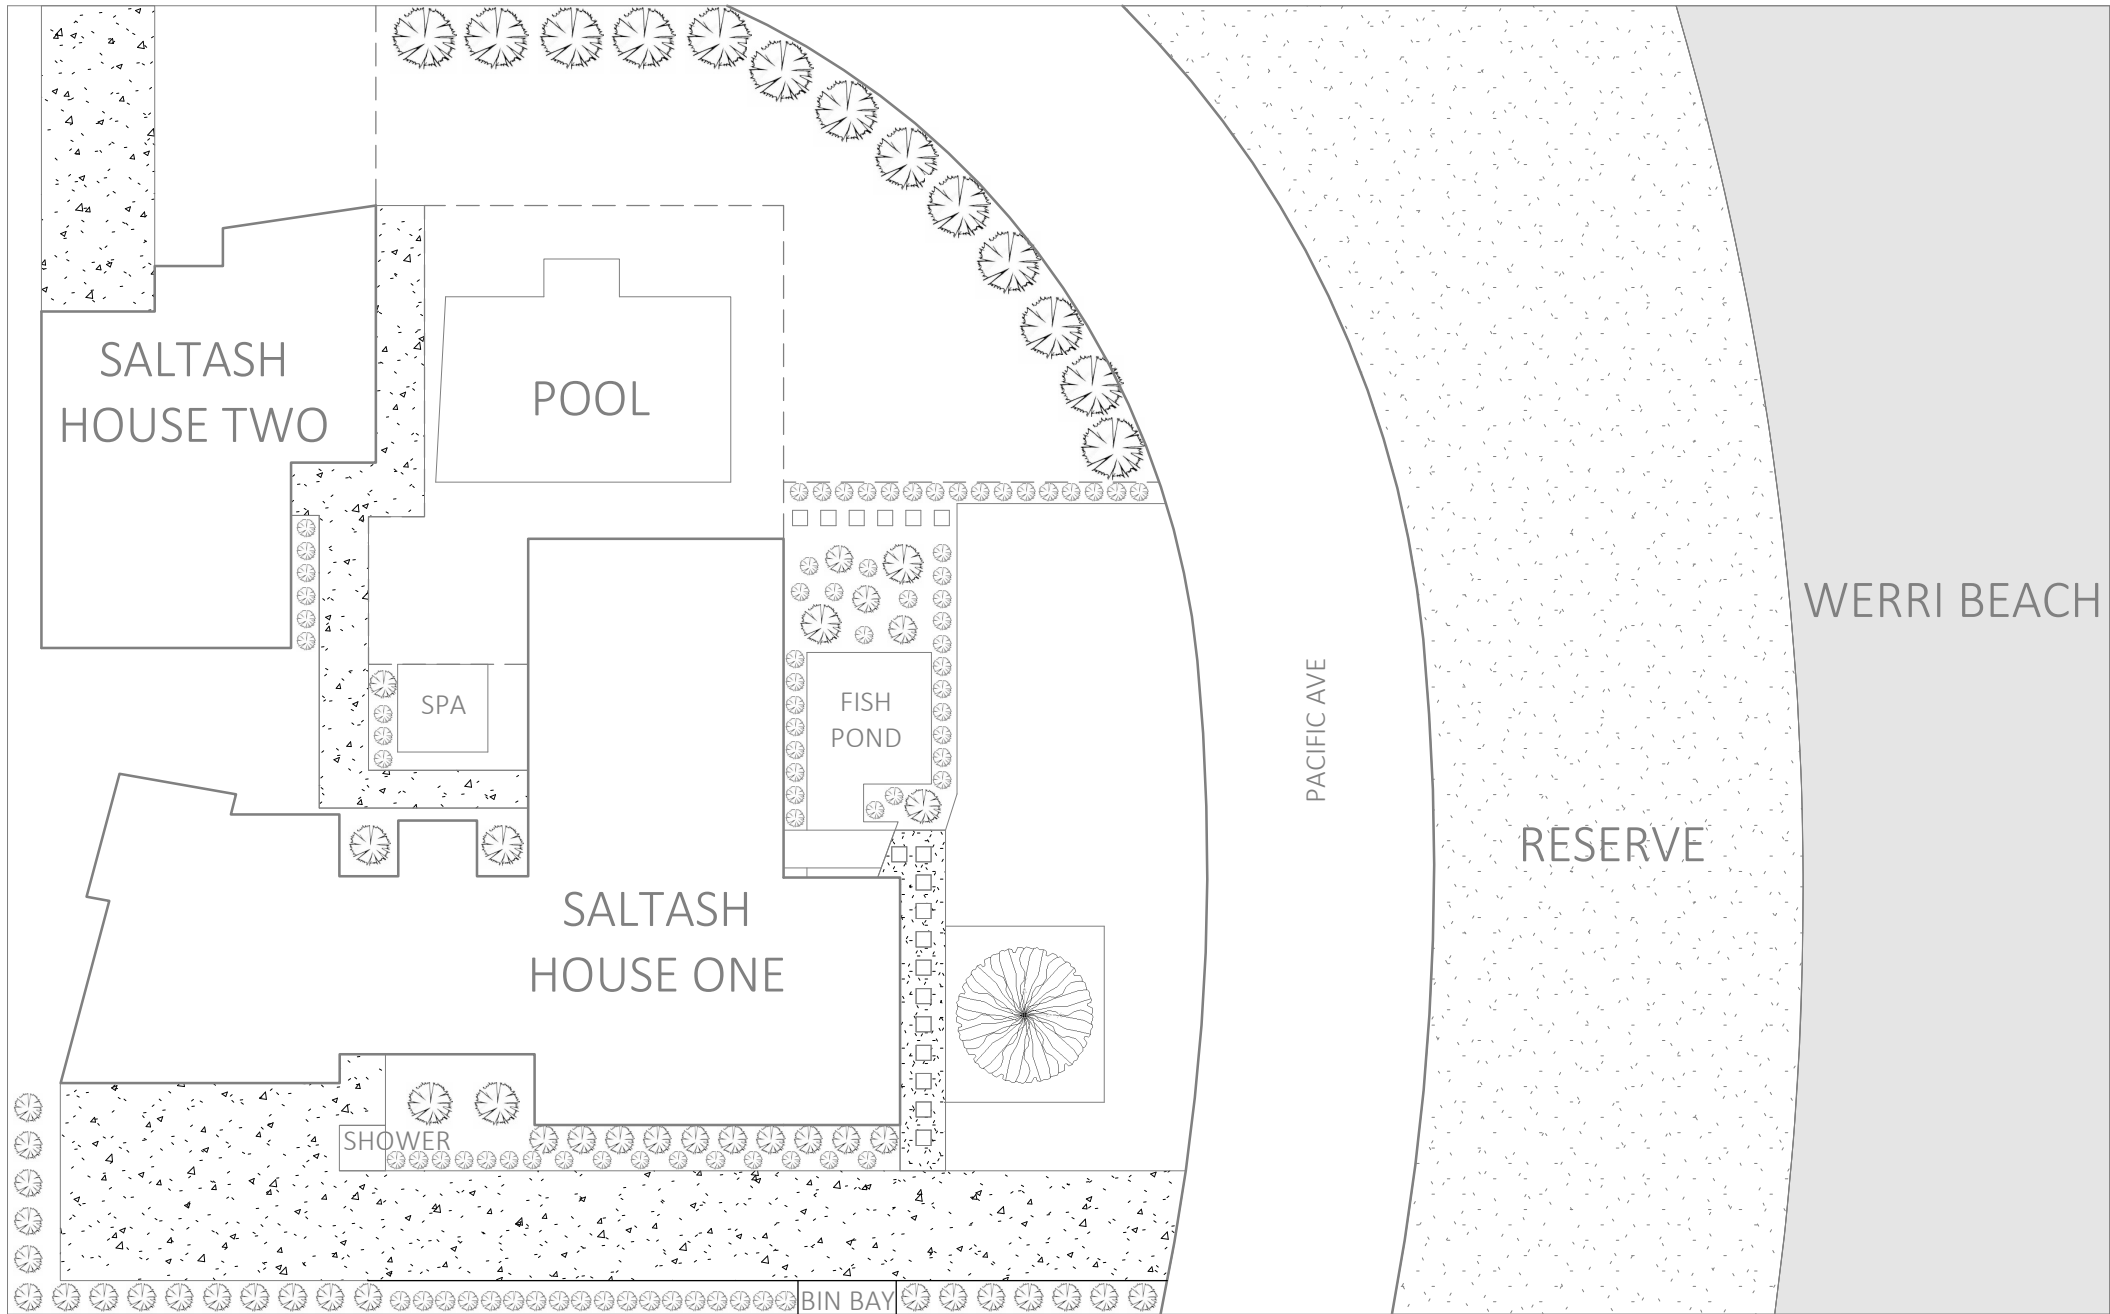 SALTASH
HOUSE TWO
POOL
WERRI BEACH
SPA
FISH
POND
PACIFIC AVE
RESERVE
SALTASH
HOUSE ONE
SHOWER
BIN BAY